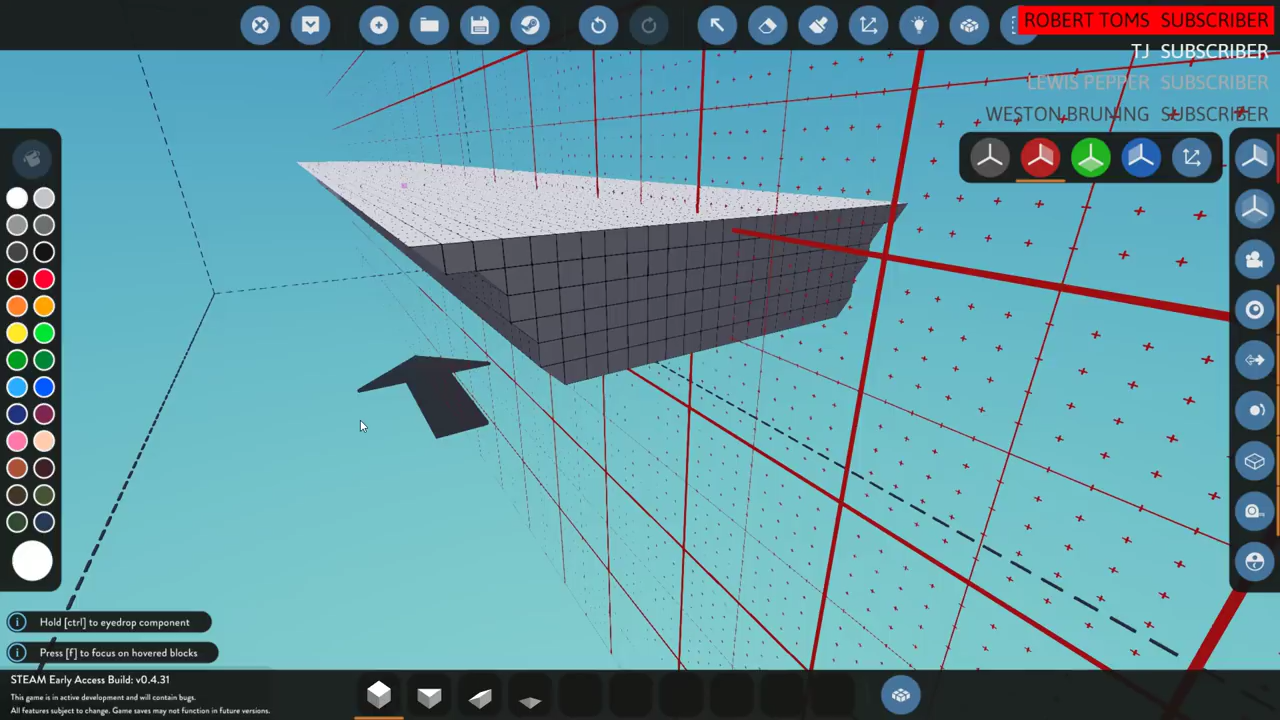 ROBERT TOMS SUBSCRIBER
TJ SUBSCRIBER
LEWIS PEPPER SUBSCRIBER
WESTON BRUNING SUBSCRIBER
Hold [ctrl] to eyedrop component
Press [f] to focus on hovered blocks
STEAM Early Access Build: v0.4.31
This game is in active development and will contain bugs.
All features subject to change. Game saves may not function in future versions.